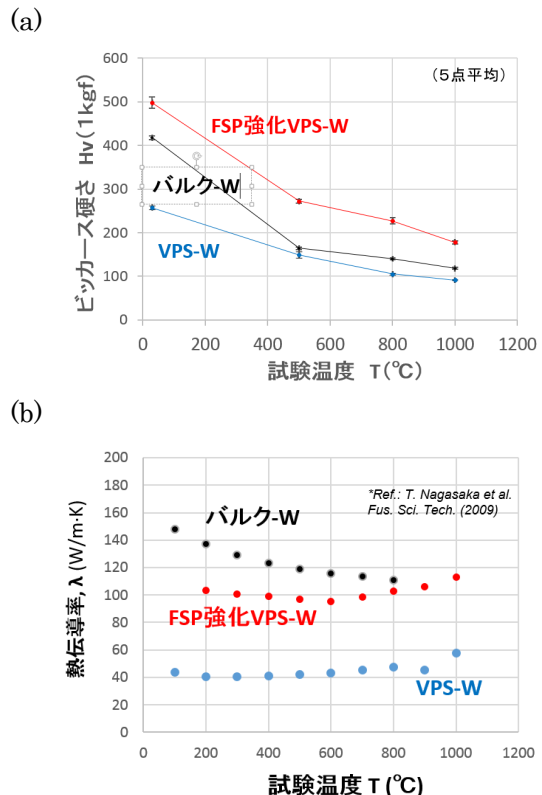 (a)
600
500
400
300
200
100
0
ビッカース硬さ Hv(1kgf)
(5点平均)
FSP強化VPS-W
バルク-W
VPS-W
0 200 400 600 800 1000 1200
試験温度 T(℃)
(b)
200
180
160
140
120
100
80
60
40
20
0
熱伝導率, λ (W/m·K)
*Ref.: T. Nagasaka et al.
Fus. Sci. Tech. (2009)
バルク-W
FSP強化VPS-W
VPS-W
0 200 400 600 800 1000 1200
試験温度 T (℃)